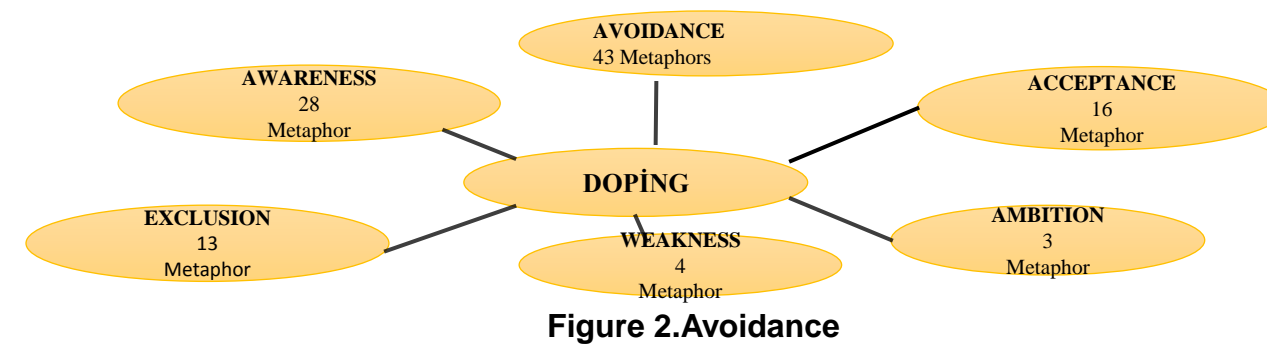 AVOIDANCE
43 Metaphors
AWARENESS
28
Metaphor
ACCEPTANCE
16
Metaphor
DOPİNG
EXCLUSION
13
Metaphor
WEAKNESS
4
Metaphor
AMBITION
3
Metaphor
Figure 2.Avoidance